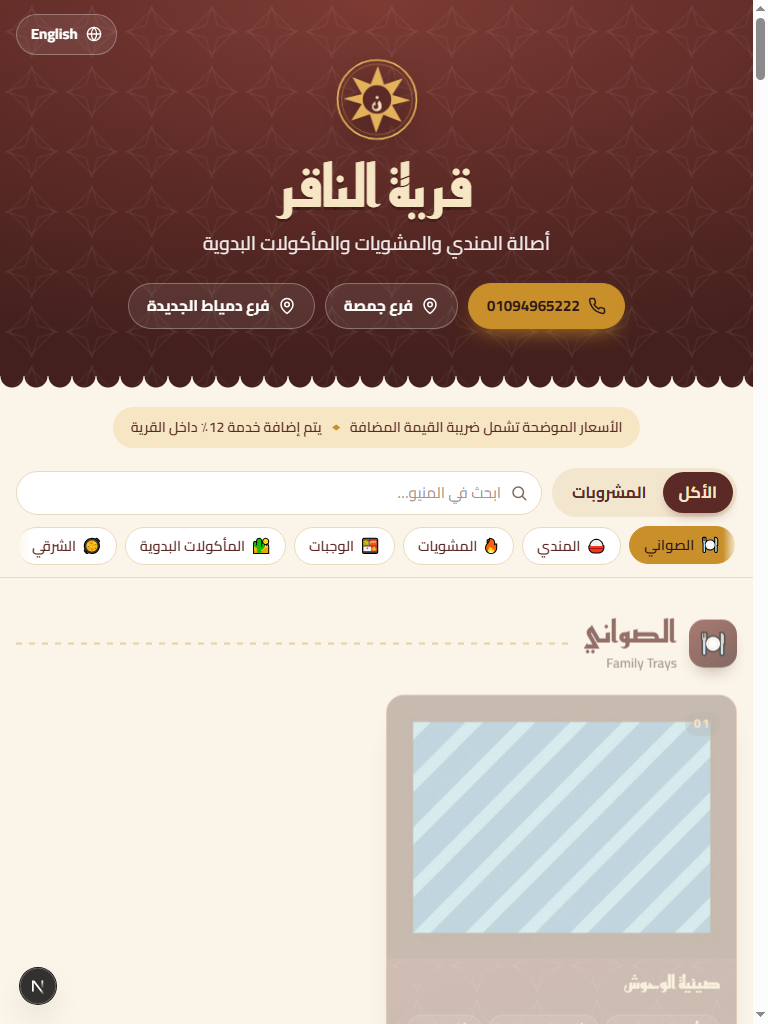 English
ن
قرية الناقر
أصالة المندي والمشويات والمأكولات البدوية
01094965222
فرع جمصة
فرع دمياط الجديدة
الأسعار الموضحة تشمل ضريبة القيمة المضافة ◆ يتم إضافة خدمة 12٪ داخل القرية
الأكل
المشروبات
ابحث في المنيو...
الصواني
المندي
المشويات
الوجبات
المأكولات البدوية
الشرقي
الصواني
Family Trays
01
صينية الوحوش
N